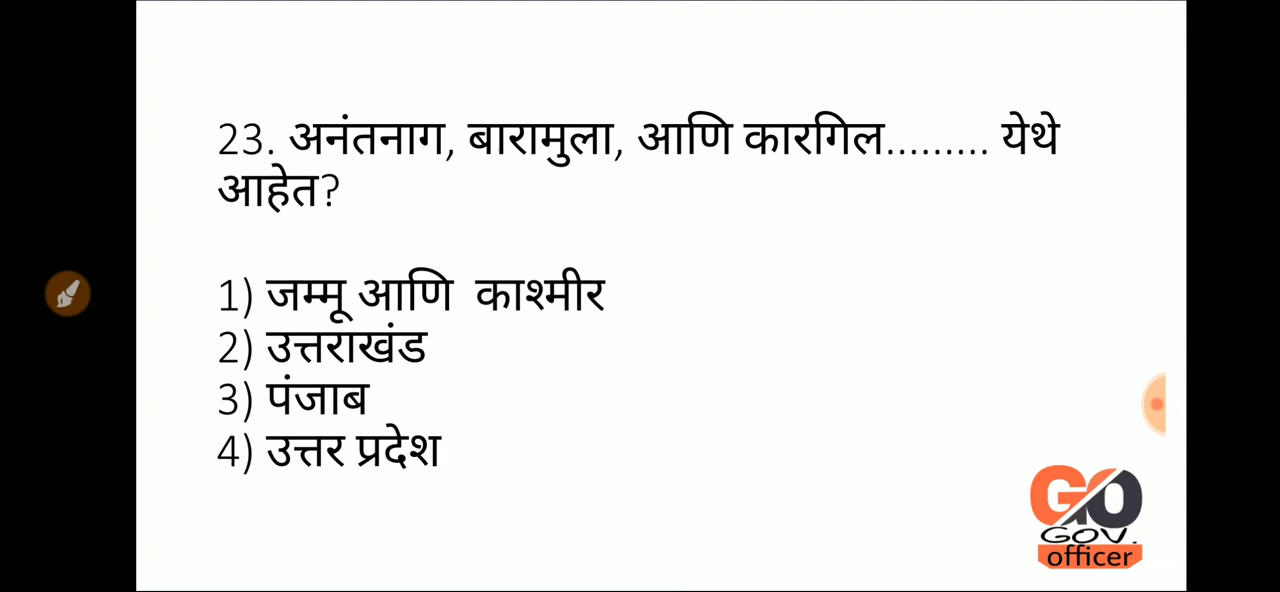 23. अनंतनाग, बारामुला, आणि कारगिल......... येथे
आहेत?
1) जम्मू आणि काश्मीर
2) उत्तराखंड
3) पंजाब
4) उत्तर प्रदेश
GO
GOV.
officer